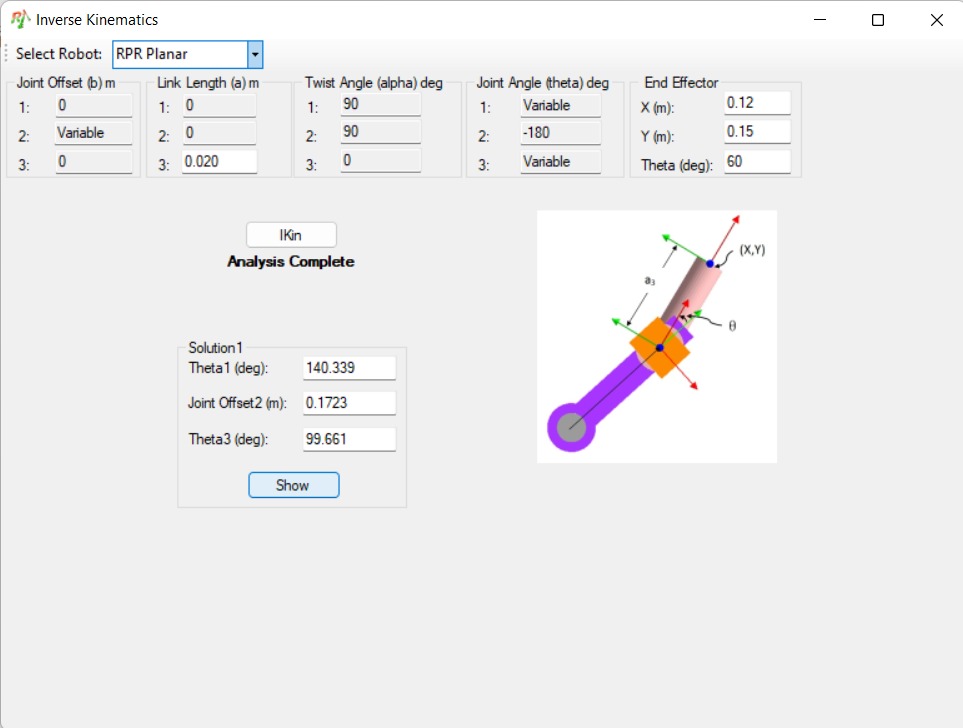 Inverse Kinematics
Select Robot: RPR Planar
Joint Offset (b) m
1: 0
2: Variable
3: 0
Link Length (a) m
1: 0
2: 0
3: 0.020
Twist Angle (alpha) deg
1: 90
2: 90
3: 0
Joint Angle (theta) deg
1: Variable
2: -180
3: Variable
End Effector
X (m): 0.12
Y (m): 0.15
Theta (deg): 60
IKin
Analysis Complete
Solution1
Theta1 (deg): 140.339
Joint Offset2 (m): 0.1723
Theta3 (deg): 99.661
Show
(X,Y)
a3
θ